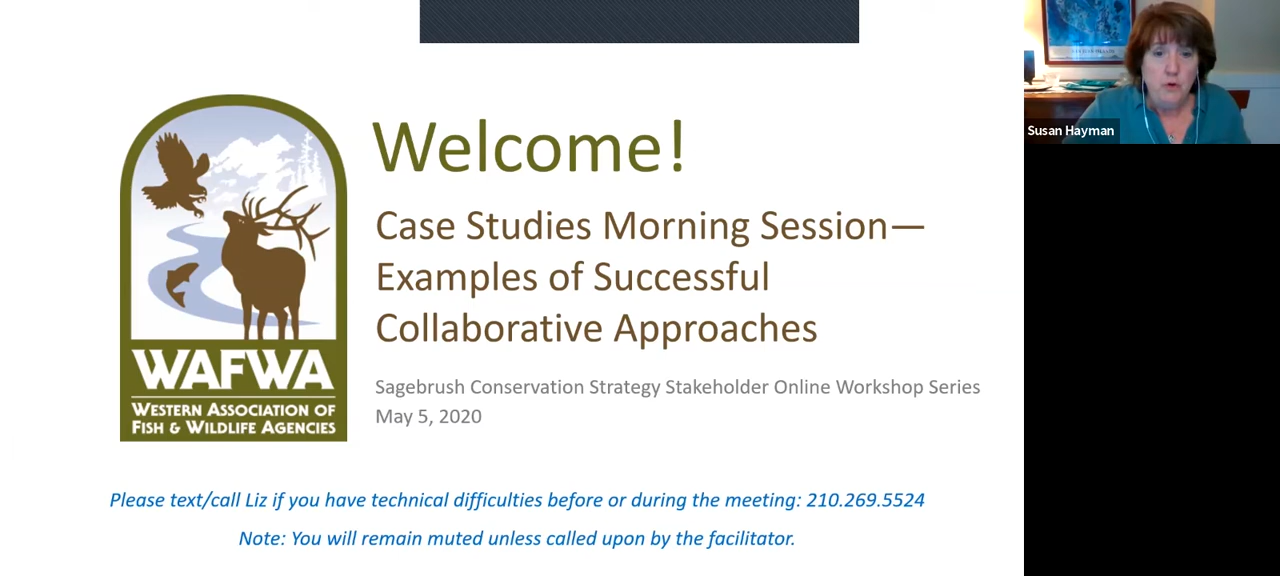 Welcome!
Case Studies Morning Session—
Examples of Successful
Collaborative Approaches
Sagebrush Conservation Strategy Stakeholder Online Workshop Series
May 5, 2020
WAFWA
WESTERN ASSOCIATION OF
FISH & WILDLIFE AGENCIES
Please text/call Liz if you have technical difficulties before or during the meeting: 210.269.5524
Note: You will remain muted unless called upon by the facilitator.
Susan Hayman